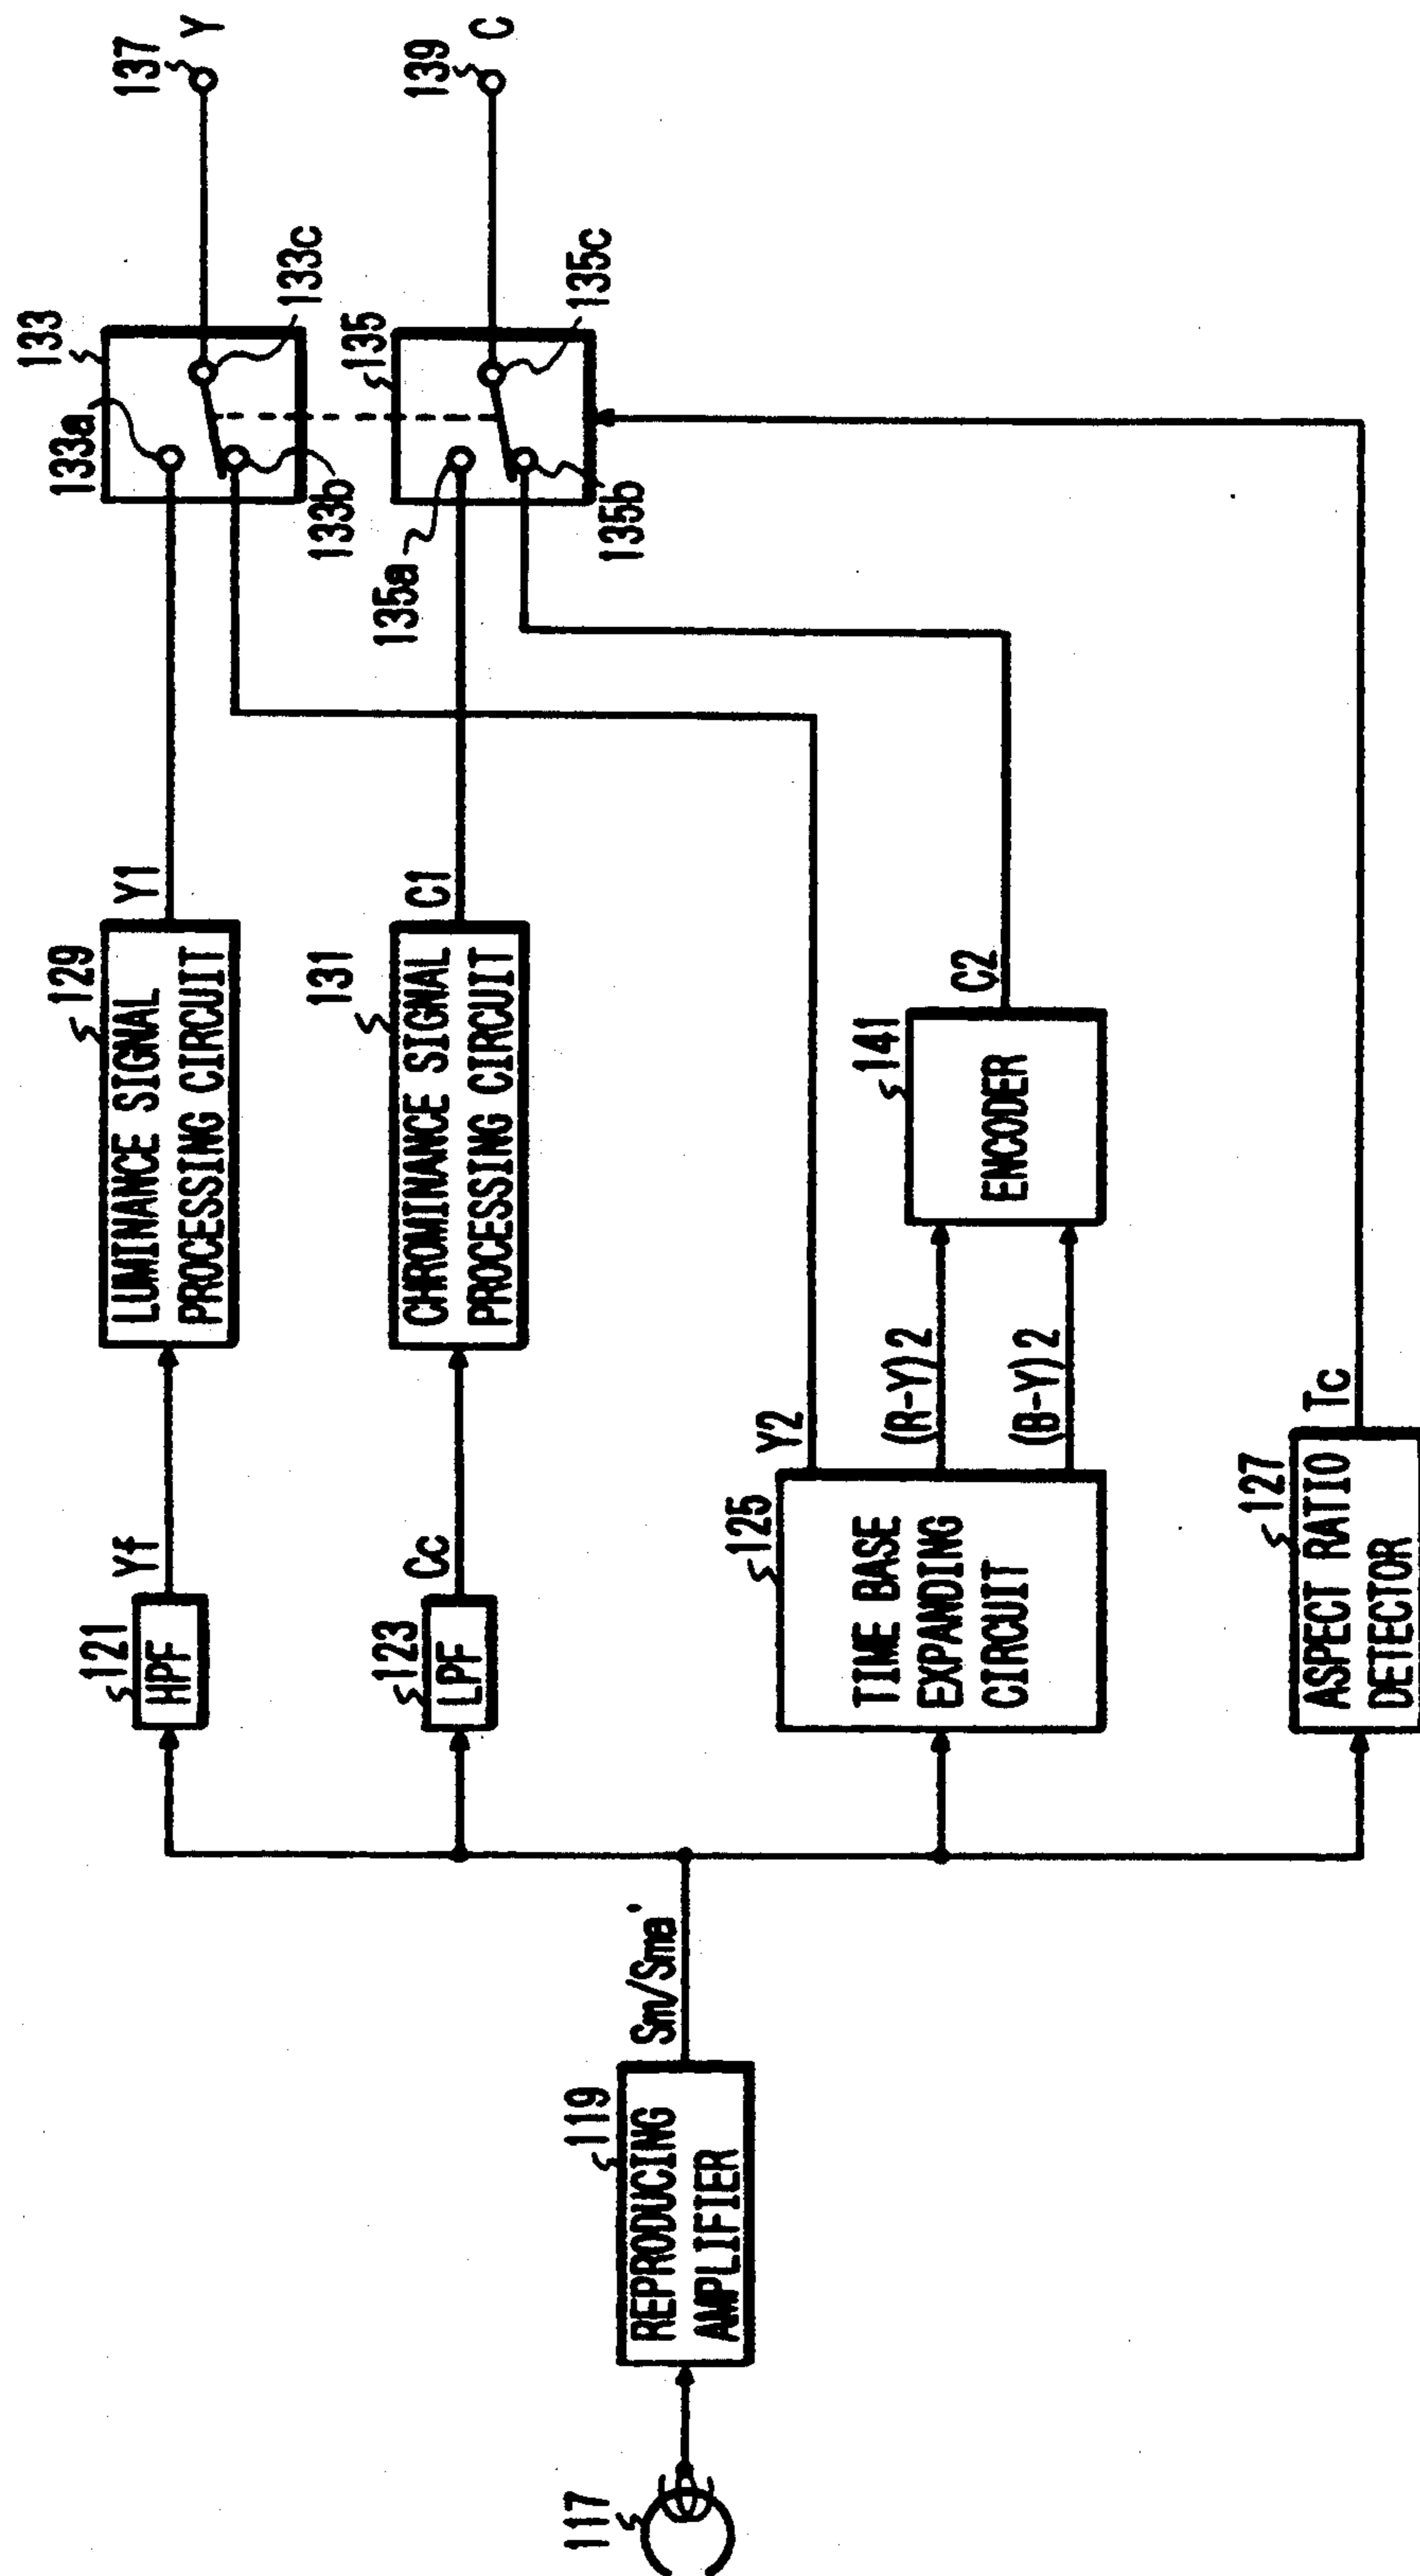 117
119
REPRODUCING
AMPLIFIER
Sm/Sma'
121
HPF
Yf
129
LUMINANCE SIGNAL
PROCESSING CIRCUIT
Y1
133
133a
133b
133c
137
Y
123
LPF
Cc
131
CHROMINANCE SIGNAL
PROCESSING CIRCUIT
C1
135
135a
135b
135c
139
C
125
TIME BASE
EXPANDING
CIRCUIT
Y2
(R-Y)2
(B-Y)2
141
ENCODER
C2
127
ASPECT RATIO
DETECTOR
Tc